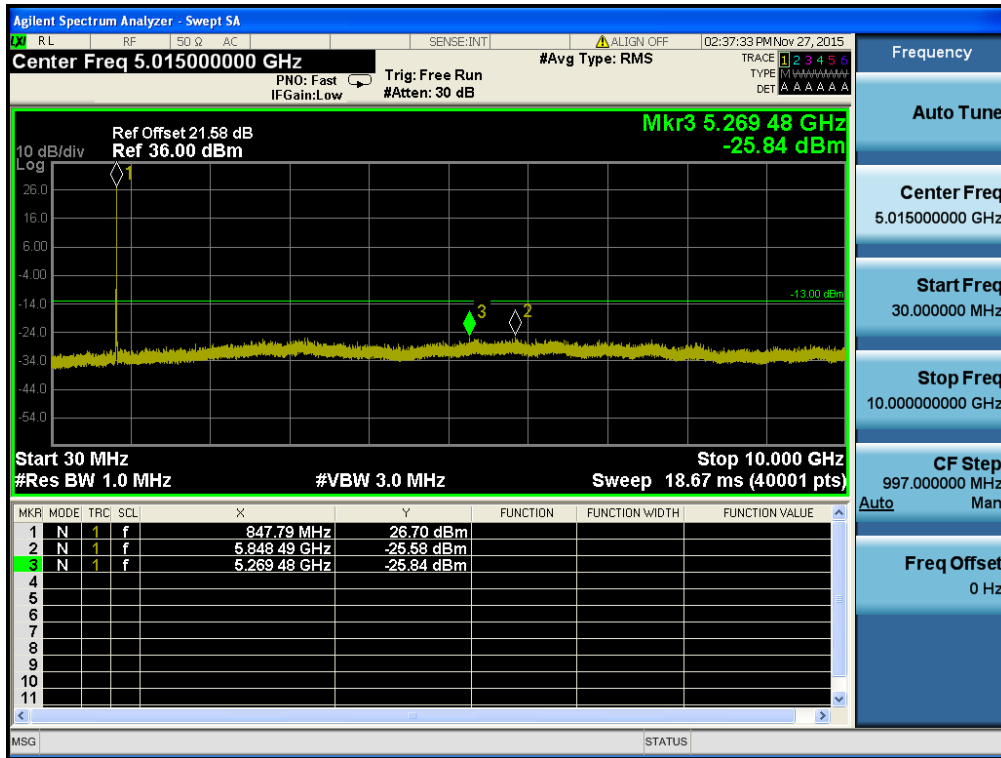 Agilent Spectrum Analyzer - Swept SA
LXI RL RF 50 Ω AC SENSE:INT ALIGN OFF 02:37:33 PM Nov 27, 2015
Center Freq 5.015000000 GHz
#Avg Type: RMS
TRACE 1 2 3 4 5 6
PNO: Fast
Trig: Free Run
TYPE M WWWWW
IFGain:Low
#Atten: 30 dB
DET A A A A A A
Mkr3 5.269 48 GHz
-25.84 dBm
Ref Offset 21.58 dB
10 dB/div Ref 36.00 dBm
Log
1
26.0
16.0
6.00
-4.00
-13.00 dBm
-14.0
3
2
-24.0
-34.0
-44.0
-54.0
Start 30 MHz
Stop 10.000 GHz
#Res BW 1.0 MHz
#VBW 3.0 MHz
Sweep 18.67 ms (40001 pts)
MKR MODE TRC SCL X Y FUNCTION FUNCTION WIDTH FUNCTION VALUE
1 N 1 f 847.79 MHz 26.70 dBm
2 N 1 f 5.848 49 GHz -25.58 dBm
3 N 1 f 5.269 48 GHz -25.84 dBm
4
5
6
7
8
9
10
11
MSG
STATUS
Frequency
Auto Tune
Center Freq
5.015000000 GHz
Start Freq
30.000000 MHz
Stop Freq
10.000000000 GHz
CF Step
997.000000 MHz
Auto Man
Freq Offset
0 Hz